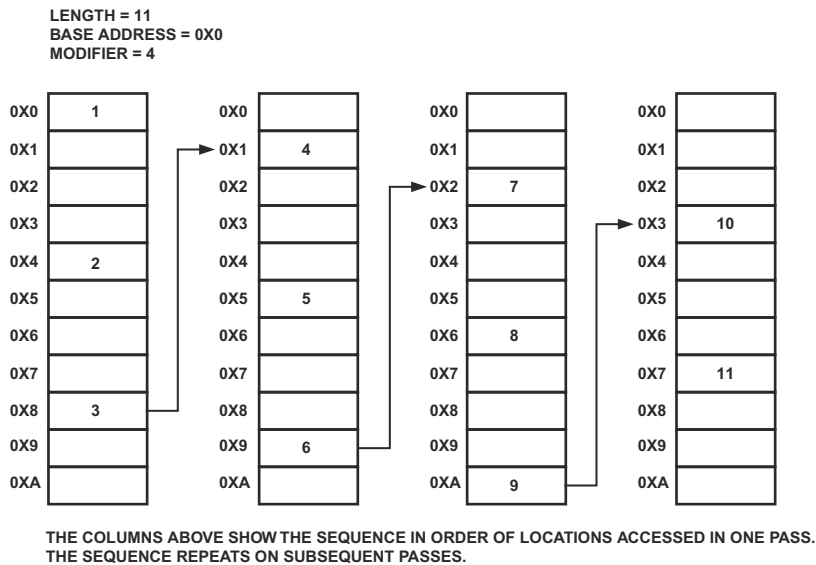 LENGTH = 11
BASE ADDRESS = 0X0
MODIFIER = 4
0X0 1 0X0 0X0 0X0
0X1 0X1 4 0X1 0X1
0X2 0X2 0X2 7 0X2
0X3 0X3 0X3 0X3 10
0X4 2 0X4 0X4 0X4
0X5 0X5 5 0X5 0X5
0X6 0X6 0X6 8 0X6
0X7 0X7 0X7 0X7 11
0X8 3 0X8 0X8 0X8
0X9 0X9 6 0X9 0X9
0XA 0XA 0XA 9 0XA
THE COLUMNS ABOVE SHOW THE SEQUENCE IN ORDER OF LOCATIONS ACCESSED IN ONE PASS.
THE SEQUENCE REPEATS ON SUBSEQUENT PASSES.